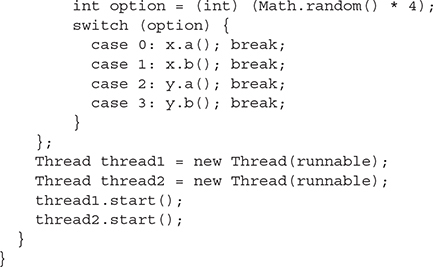 int option = (int) (Math.random() * 4);
switch (option) {
case 0: x.a(); break;
case 1: x.b(); break;
case 2: y.a(); break;
case 3: y.b(); break;
}
};
Thread thread1 = new Thread(runnable);
Thread thread2 = new Thread(runnable);
thread1.start();
thread2.start();
}
}